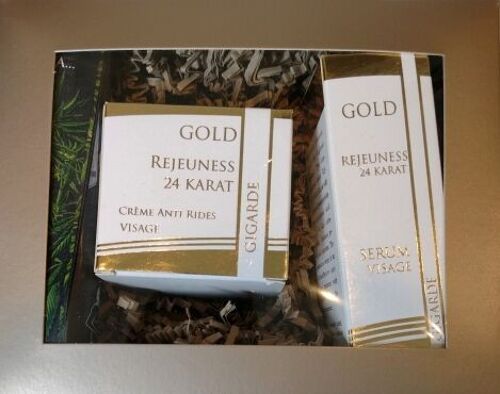 A...
GOLD
REJEUNESS
24 KARAT
CRÈME ANTI RIDES
VISAGE
GIGARDE
GOLD
REJEUNESS
24 KARAT
SERUM
VISAGE
GIGARDE